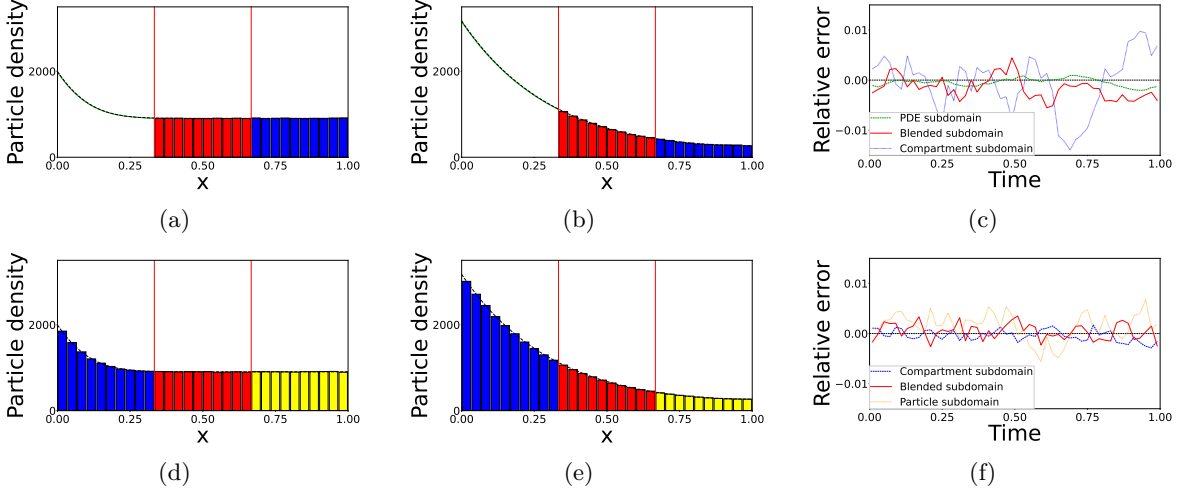 Particle density
2000
0
0.00 0.25 0.50 0.75 1.00
x
(a)
Particle density
2000
0
0.00 0.25 0.50 0.75 1.00
x
(b)
Relative error
0.01
0.00
−0.01
PDE subdomain
Blended subdomain
Compartment subdomain
0.00 0.25 0.50 0.75 1.00
Time
(c)
Particle density
2000
0
0.00 0.25 0.50 0.75 1.00
x
(d)
Particle density
2000
0
0.00 0.25 0.50 0.75 1.00
x
(e)
Relative error
0.01
0.00
−0.01
Compartment subdomain
Blended subdomain
Particle subdomain
0.00 0.25 0.50 0.75 1.00
Time
(f)